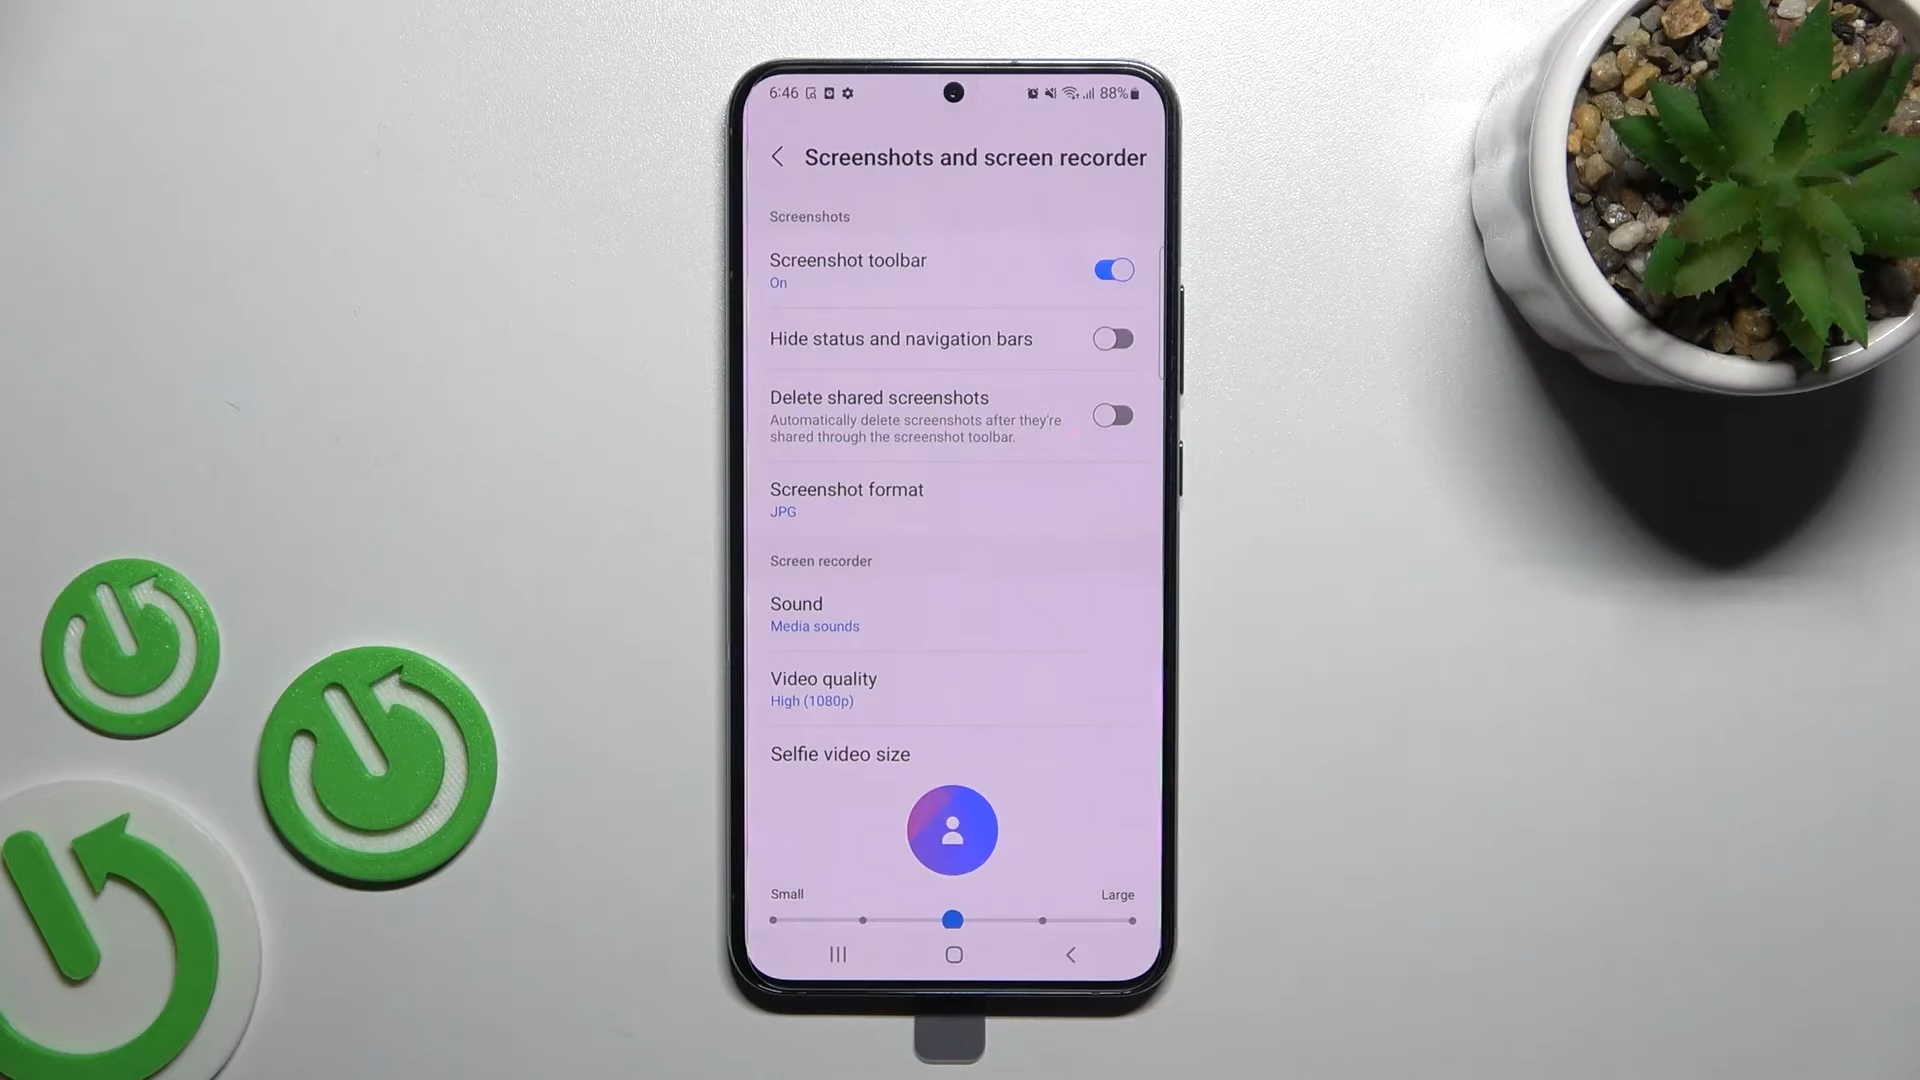 6:46 88%
Screenshots and screen recorder
Screenshots
Screenshot toolbar
On
Hide status and navigation bars
Delete shared screenshots
Automatically delete screenshots after they're
shared through the screenshot toolbar.
Screenshot format
JPG
Screen recorder
Sound
Media sounds
Video quality
High (1080p)
Selfie video size
Small Large